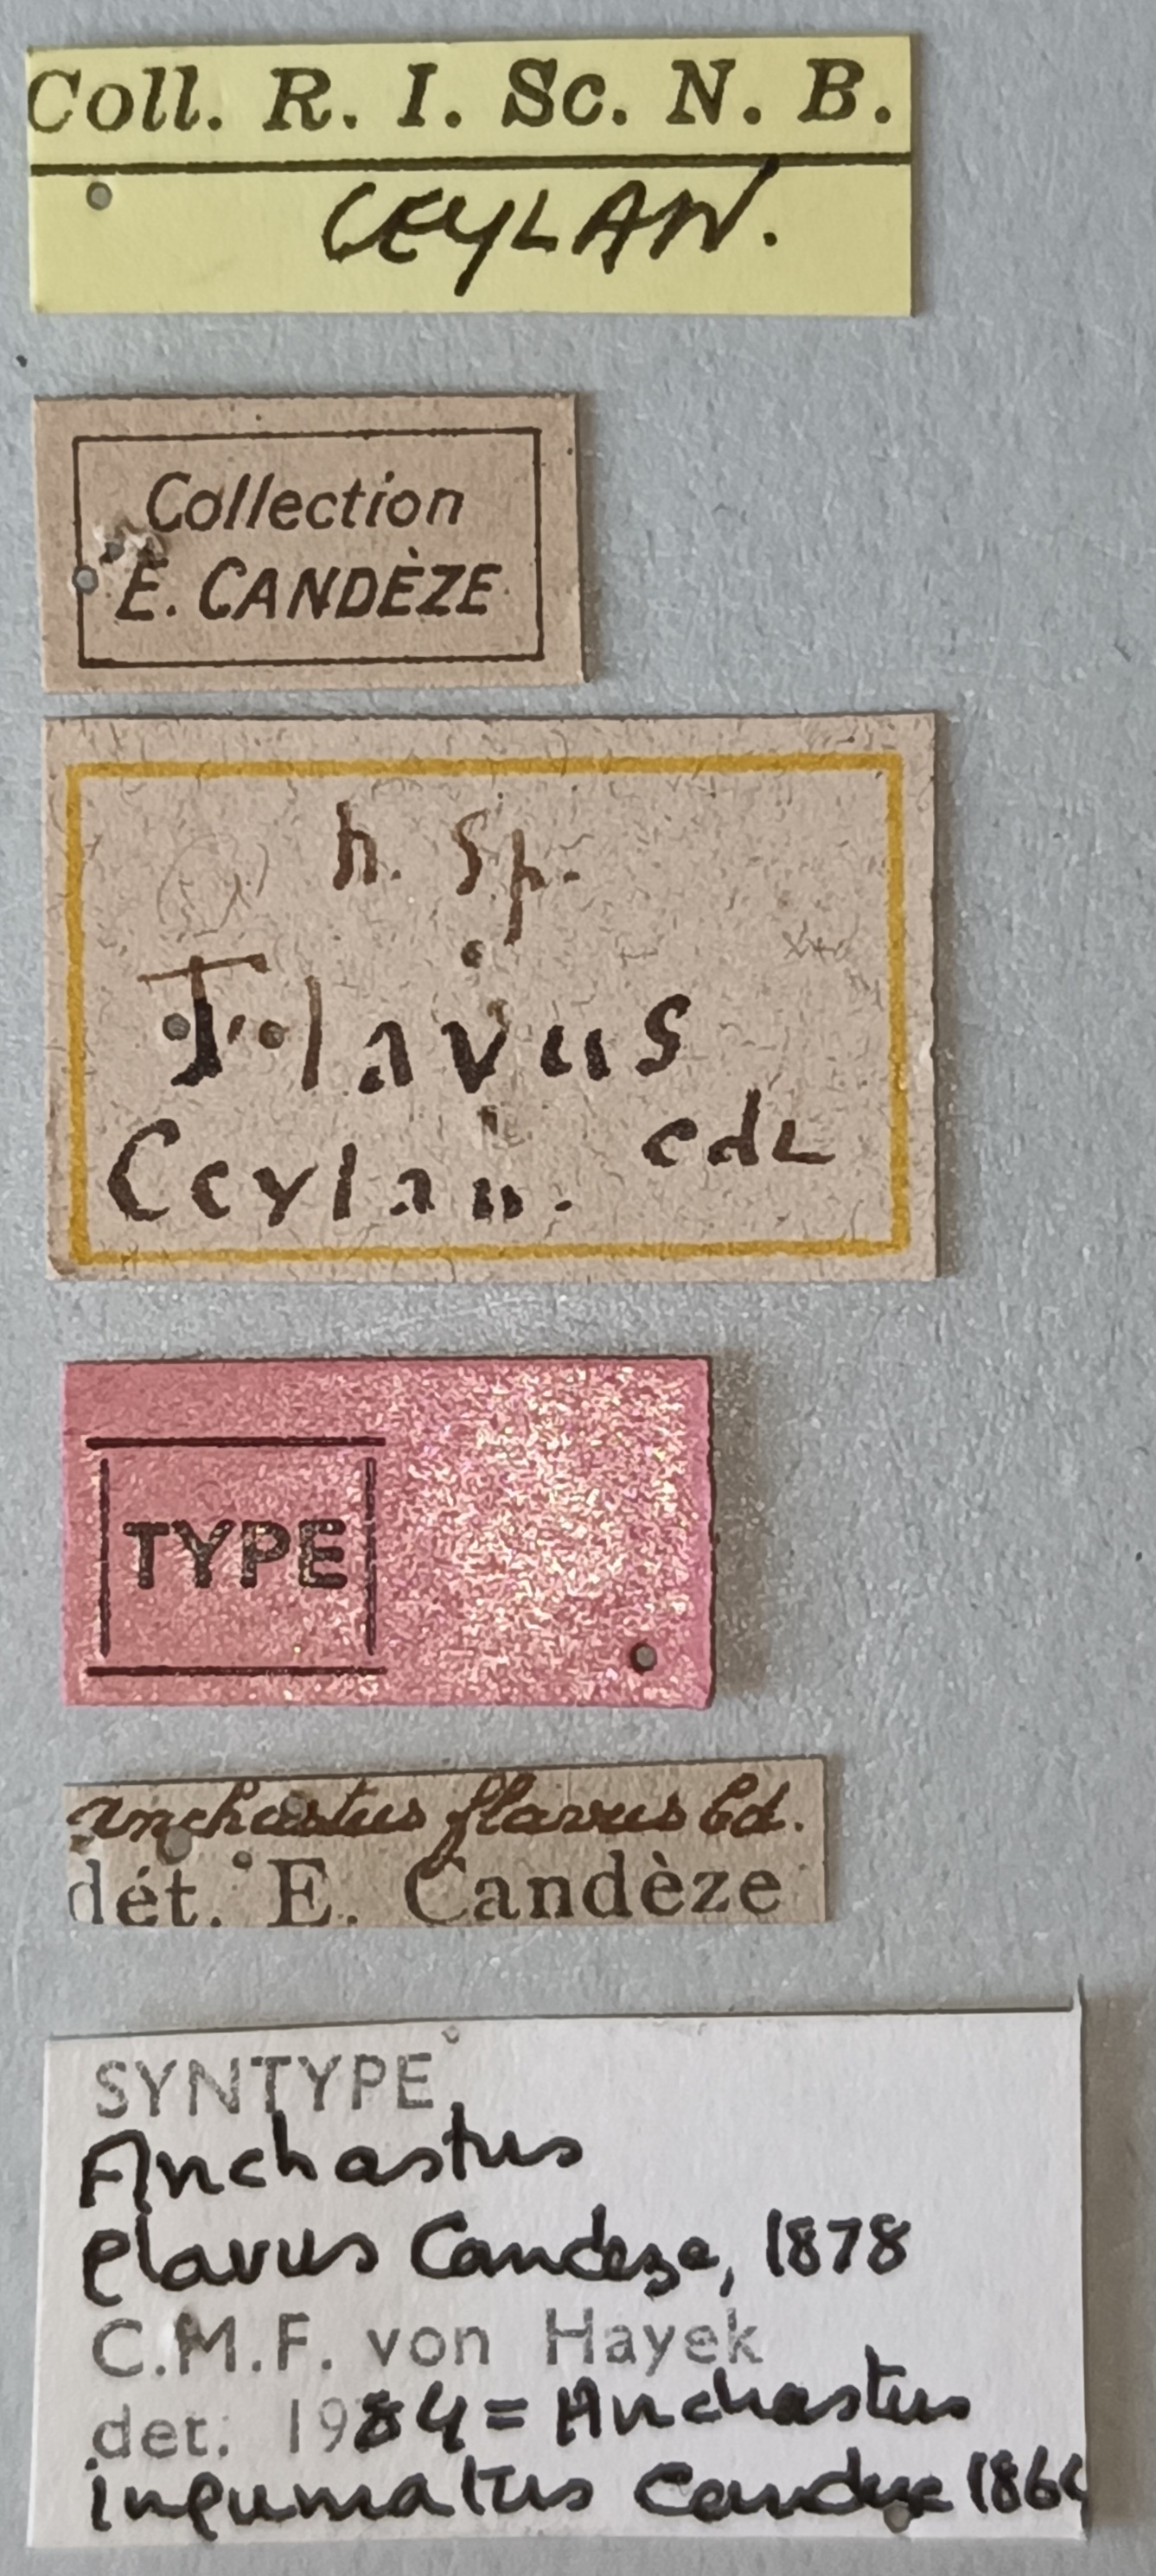 Coll. R. I. Sc. N. B.
CEYLAN.
Collection
E. CANDÈZE
n. sp.
Flavus
Ceylan. cdz
TYPE
Anchastus flavus Cd.
dét. E. Candèze
SYNTYPE
Anchastus
flavus Candeze, 1878
C.M.F. von Hayek
det. 1984 = Anchastus
infumatus Candeze